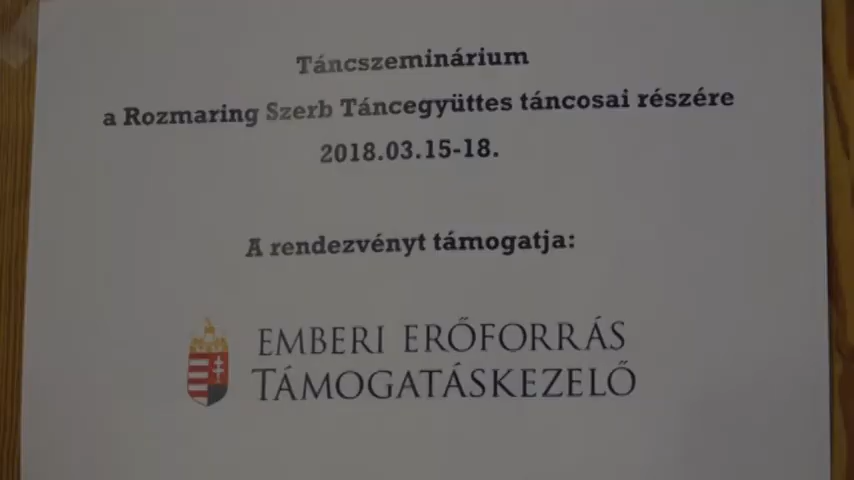 Táncszeminárium
a Rozmaring Szerb Táncegyüttes táncosai részére
2018.03.15-18.
A rendezvényt támogatja:
EMBERI ERŐFORRÁS
TÁMOGATÁSKEZELŐ